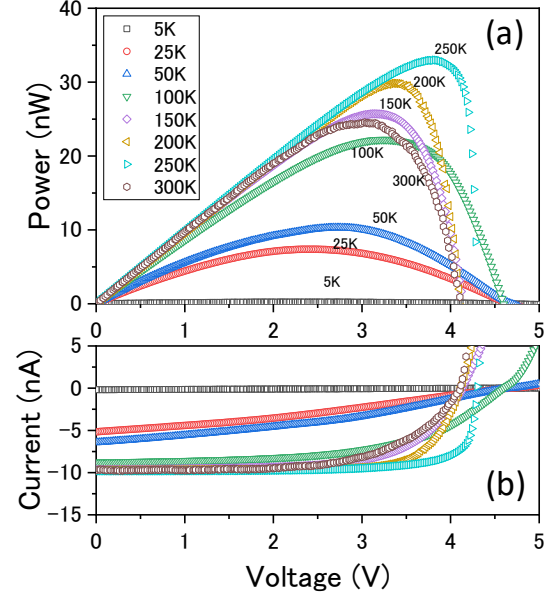 40
30
20
10
0
Power (nW)
5K
25K
50K
100K
150K
200K
250K
300K
(a)
250K
200K
150K
100K
300K
50K
25K
5K
0 1 2 3 4 5
5
0
-5
-10
-15
Current (nA)
(b)
0 1 2 3 4 5
Voltage (V)